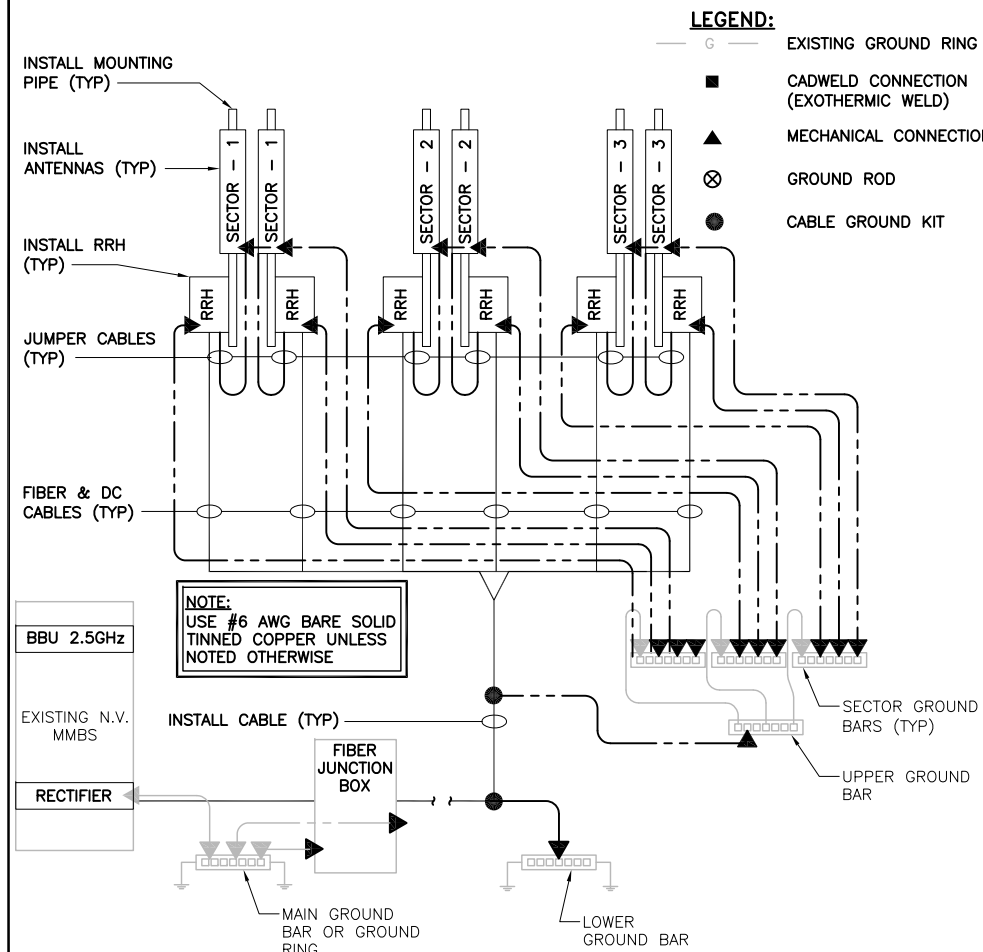 LEGEND:
G EXISTING GROUND RING
CADWELD CONNECTION
(EXOTHERMIC WELD)
MECHANICAL CONNECTION
GROUND ROD
CABLE GROUND KIT
INSTALL MOUNTING
PIPE (TYP)
INSTALL
ANTENNAS (TYP)
INSTALL RRH
(TYP)
JUMPER CABLES
(TYP)
FIBER & DC
CABLES (TYP)
SECTOR - 1
SECTOR - 1
SECTOR - 2
SECTOR - 2
SECTOR - 3
SECTOR - 3
RRH
RRH
RRH
RRH
RRH
RRH
NOTE:
USE #6 AWG BARE SOLID
TINNED COPPER UNLESS
NOTED OTHERWISE
BBU 2.5GHz
EXISTING N.V.
MMBS
RECTIFIER
INSTALL CABLE (TYP)
FIBER
JUNCTION
BOX
SECTOR GROUND
BARS (TYP)
UPPER GROUND
BAR
MAIN GROUND
BAR OR GROUND
RING
LOWER
GROUND BAR